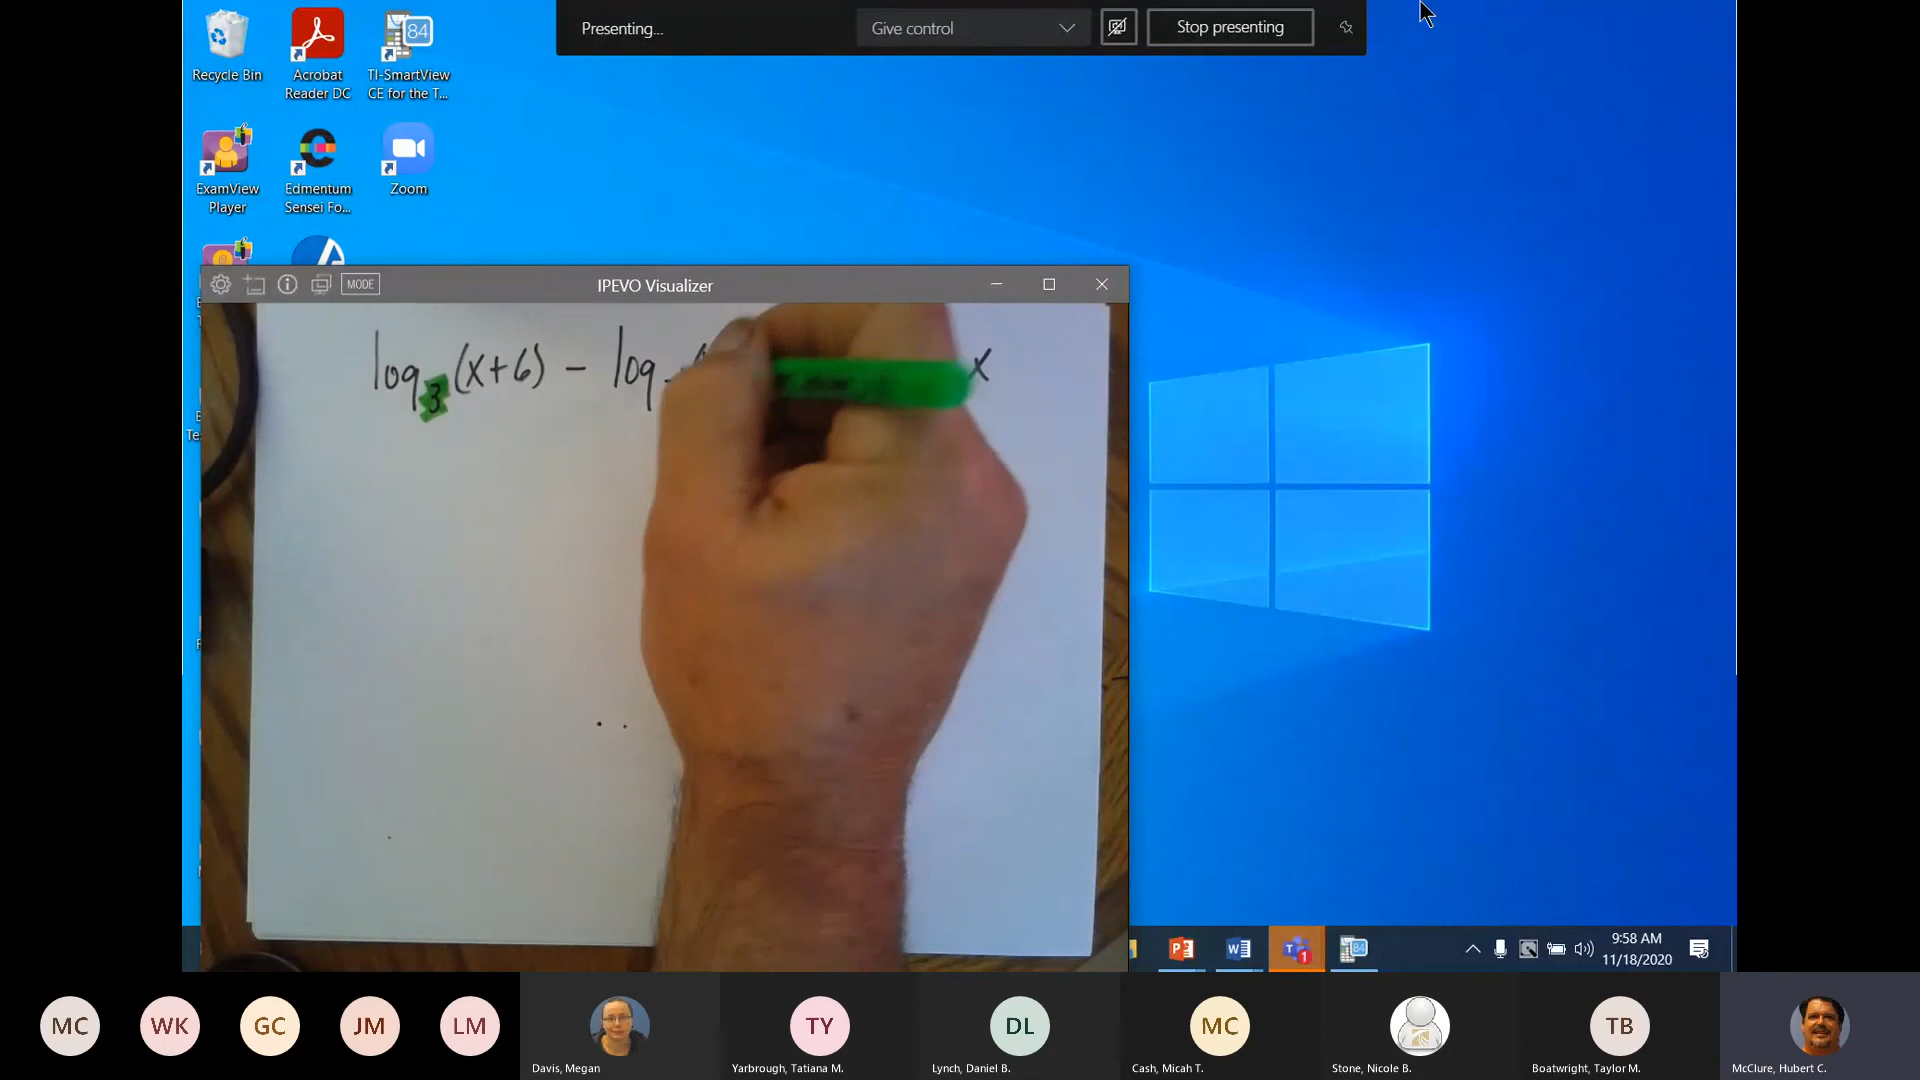 Presenting...
Give control
Stop presenting
Recycle Bin
Acrobat
Reader DC
TI-SmartView
CE for the T...
84
ExamView
Player
Edmentum
Sensei Fo...
Zoom
MODE
IPEVO Visualizer
log₃(x+6) − log x
9:58 AM
11/18/2020
MC
WK
GC
JM
LM
Davis, Megan
TY
Yarbrough, Tatiana M.
DL
Lynch, Daniel B.
MC
Cash, Micah T.
Stone, Nicole B.
TB
Boatwright, Taylor M.
McClure, Hubert C.